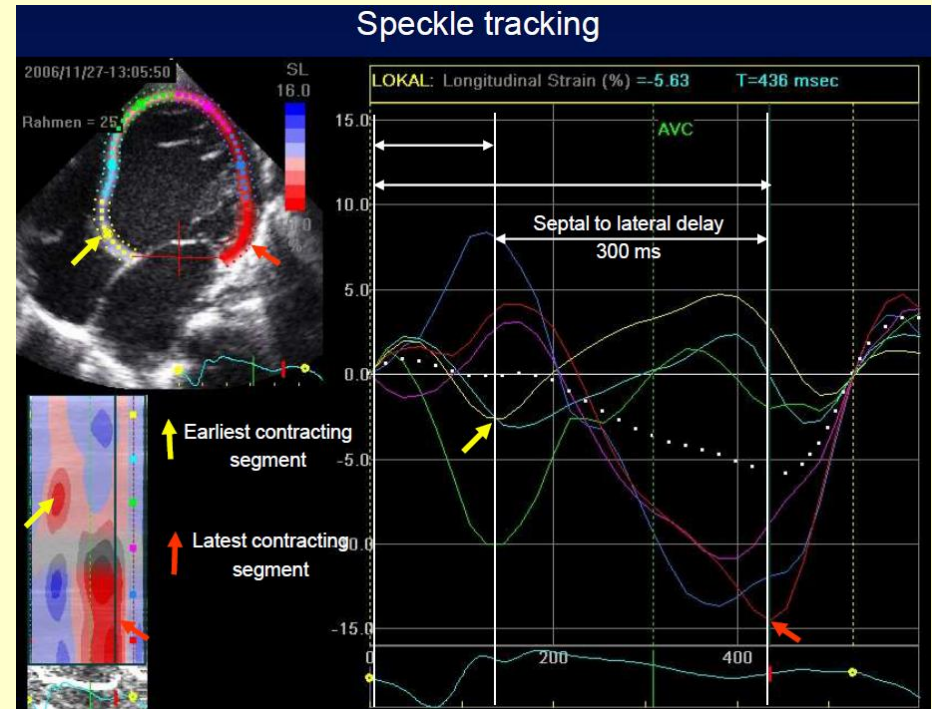 Speckle tracking
2006/11/27-13:05:50
SL
16.0
Rahmen = 25
LOKAL: Longitudinal Strain (%) =-5.63 T=436 msec
15.0
AVC
10.0
Septal to lateral delay
300 ms
5.0
0.0
-5.0
-15.0
0
200
400
Earliest contracting
segment
Latest contracting
segment